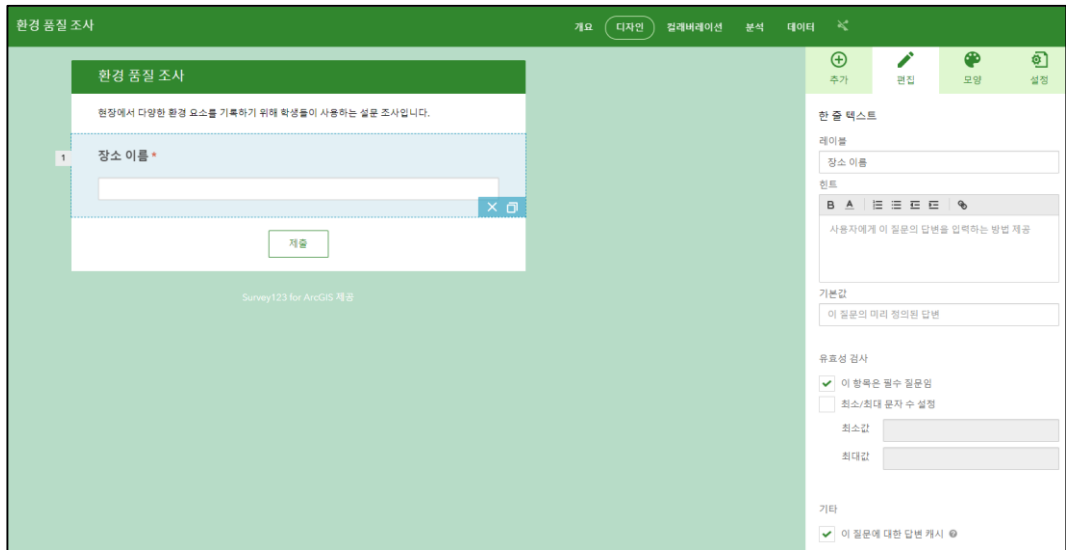 환경 품질 조사
개요 디자인 컬래버레이션 분석 데이터
추가 편집 모양 설정
환경 품질 조사
현장에서 다양한 환경 요소를 기록하기 위해 학생들이 사용하는 설문 조사입니다.
1 장소 이름 *
제출
Survey123 for ArcGIS 제공
한 줄 텍스트
레이블
장소 이름
힌트
B A
사용자에게 이 질문의 답변을 입력하는 방법 제공
기본값
이 질문의 미리 정의된 답변
유효성 검사
이 항목은 필수 질문임
최소/최대 문자 수 설정
최소값
최대값
기타
이 질문에 대한 답변 캐시